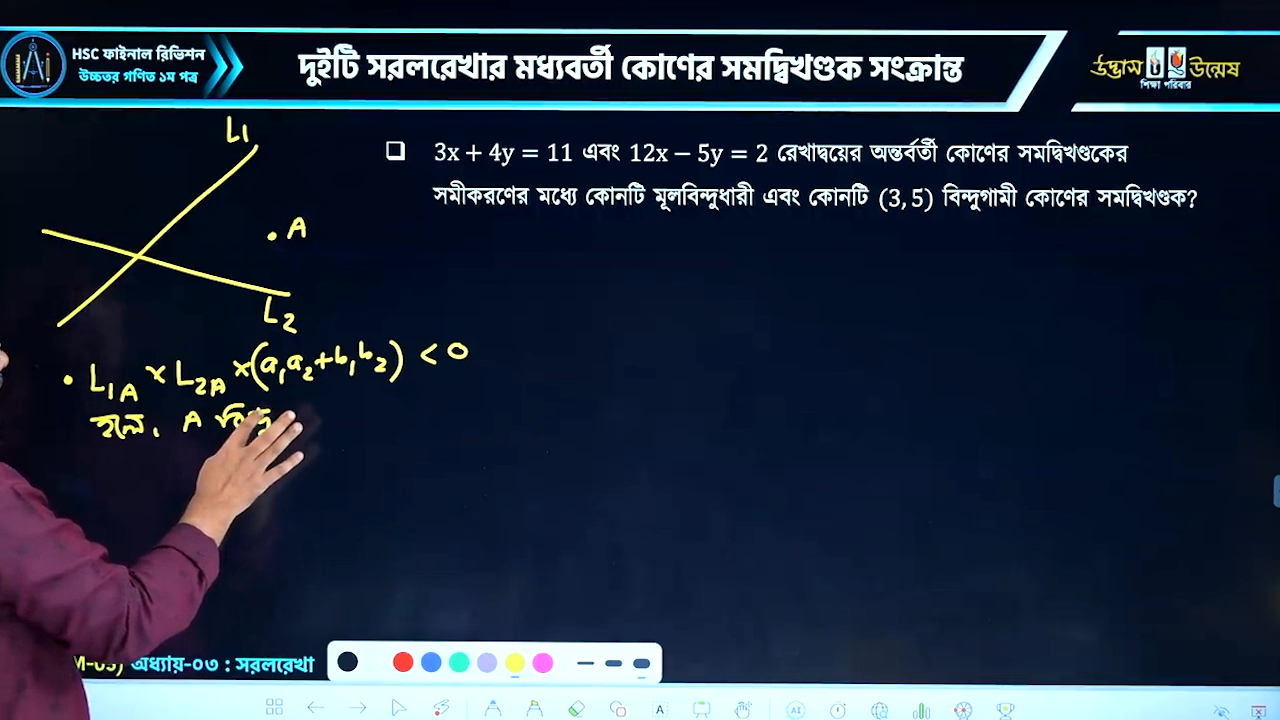 HSC ফাইনাল রিভিশন
উচ্চতর গণিত ১ম পত্র
দুইটি সরলরেখার মধ্যবর্তী কোণের সমদ্বিখণ্ডক সংক্রান্ত
উদ্ভাস উন্মেষ
শিক্ষা পরিবার
L1
A
L2
3x + 4y = 11 এবং 12x − 5y = 2 রেখাদ্বয়ের অন্তর্বর্তী কোণের সমদ্বিখণ্ডকের
সমীকরণের মধ্যে কোনটি মূলবিন্দুধারী এবং কোনটি (3, 5) বিন্দুগামী কোণের সমদ্বিখণ্ডক?
• L1A × L2A × (a1a2+b1b2) < 0
হলে, A
অধ্যায়-০৩ : সরলরেখা
A
AI